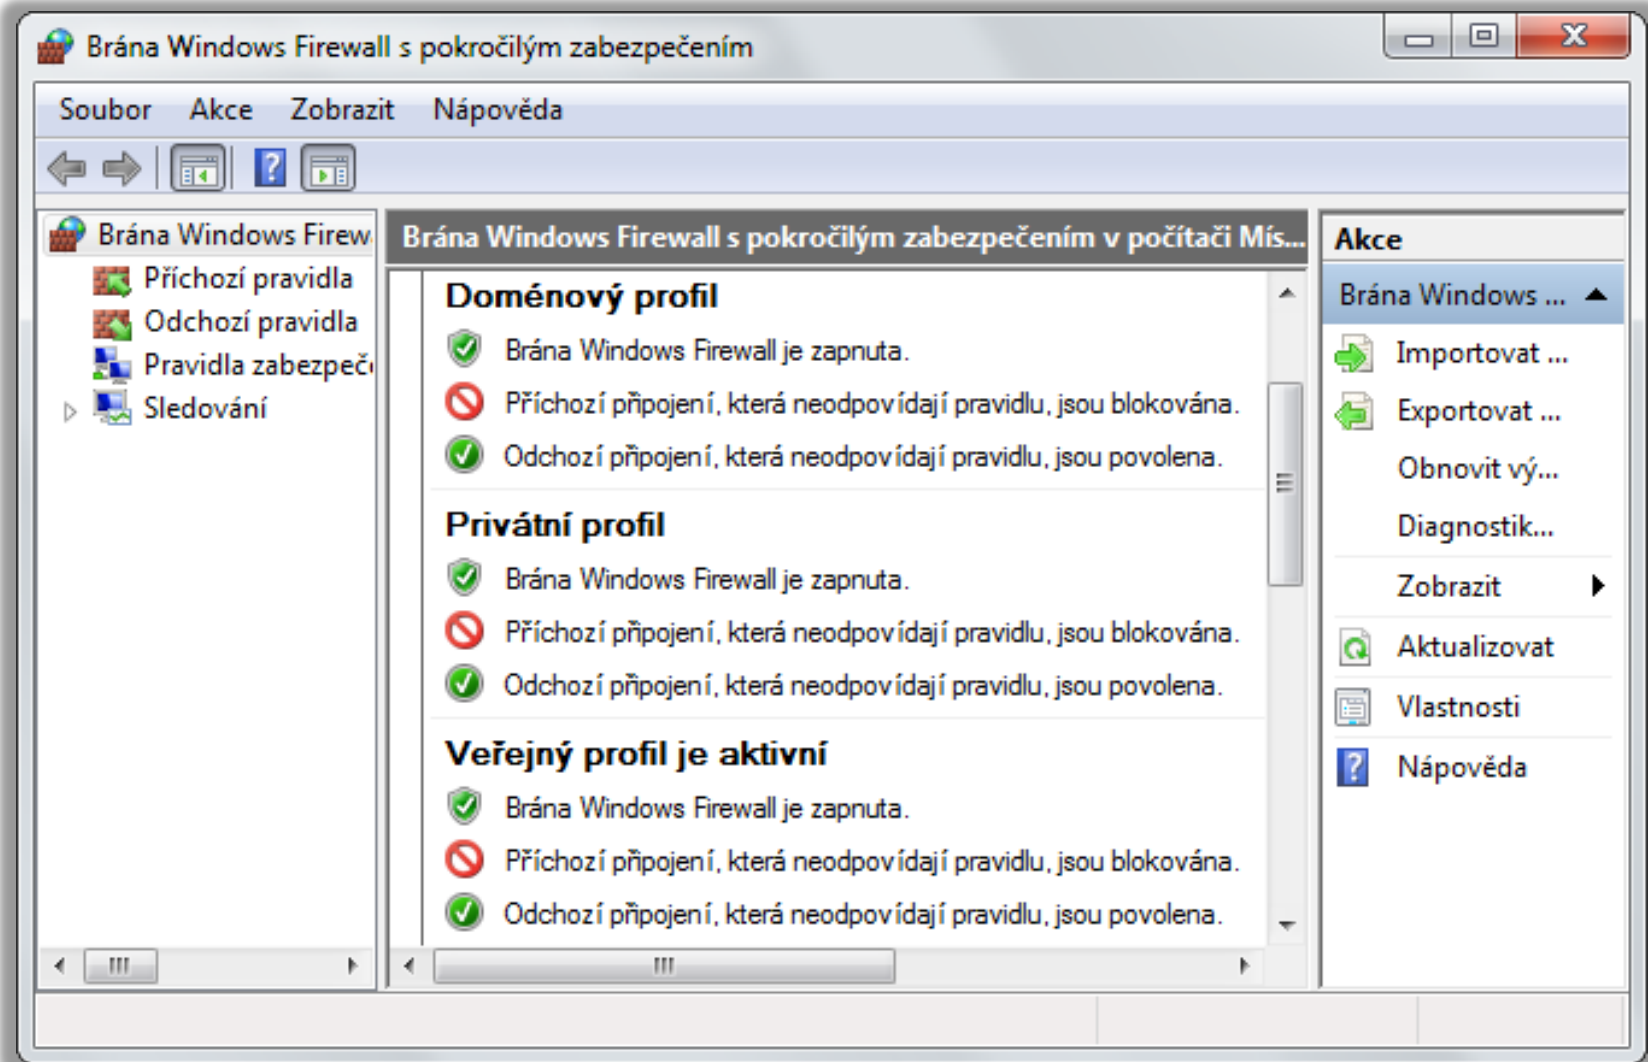 Brána Windows Firewall s pokročilým zabezpečením
Soubor Akce Zobrazit Nápověda
Brána Windows Firew
Příchozí pravidla
Odchozí pravidla
Pravidla zabezpeč
Sledování
Brána Windows Firewall s pokročilým zabezpečením v počítači Mís...
Doménový profil
Brána Windows Firewall je zapnuta.
Příchozí připojení, která neodpovídají pravidlu, jsou blokována.
Odchozí připojení, která neodpovídají pravidlu, jsou povolena.
Privátní profil
Brána Windows Firewall je zapnuta.
Příchozí připojení, která neodpovídají pravidlu, jsou blokována.
Odchozí připojení, která neodpovídají pravidlu, jsou povolena.
Veřejný profil je aktivní
Brána Windows Firewall je zapnuta.
Příchozí připojení, která neodpovídají pravidlu, jsou blokována.
Odchozí připojení, která neodpovídají pravidlu, jsou povolena.
Akce
Brána Windows ...
Importovat ...
Exportovat ...
Obnovit vý...
Diagnostik...
Zobrazit
Aktualizovat
Vlastnosti
Nápověda